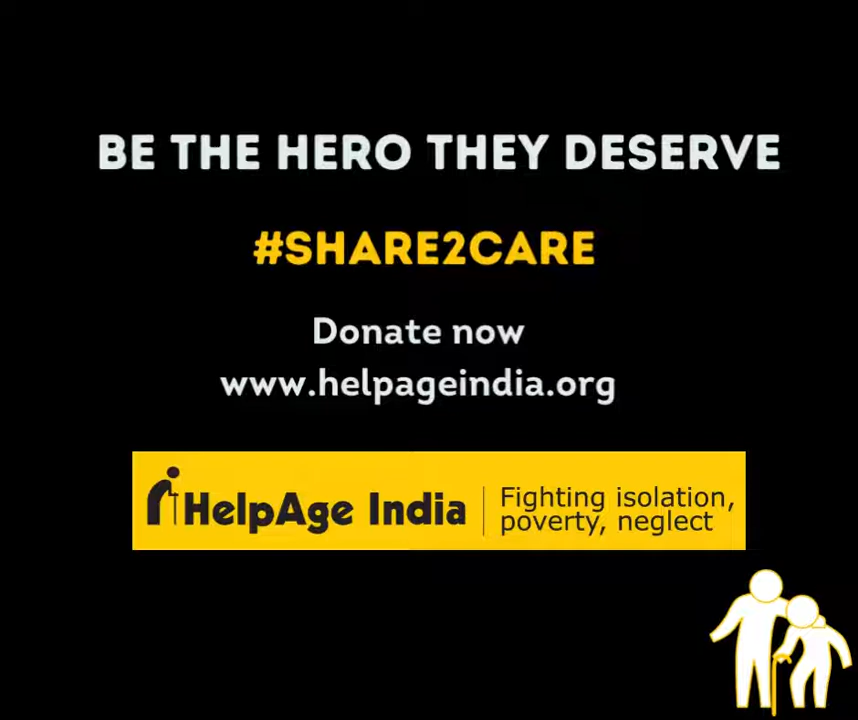 BE THE HERO THEY DESERVE
#SHARE2CARE
Donate now
www.helpageindia.org
HelpAge India
Fighting isolation,
poverty, neglect